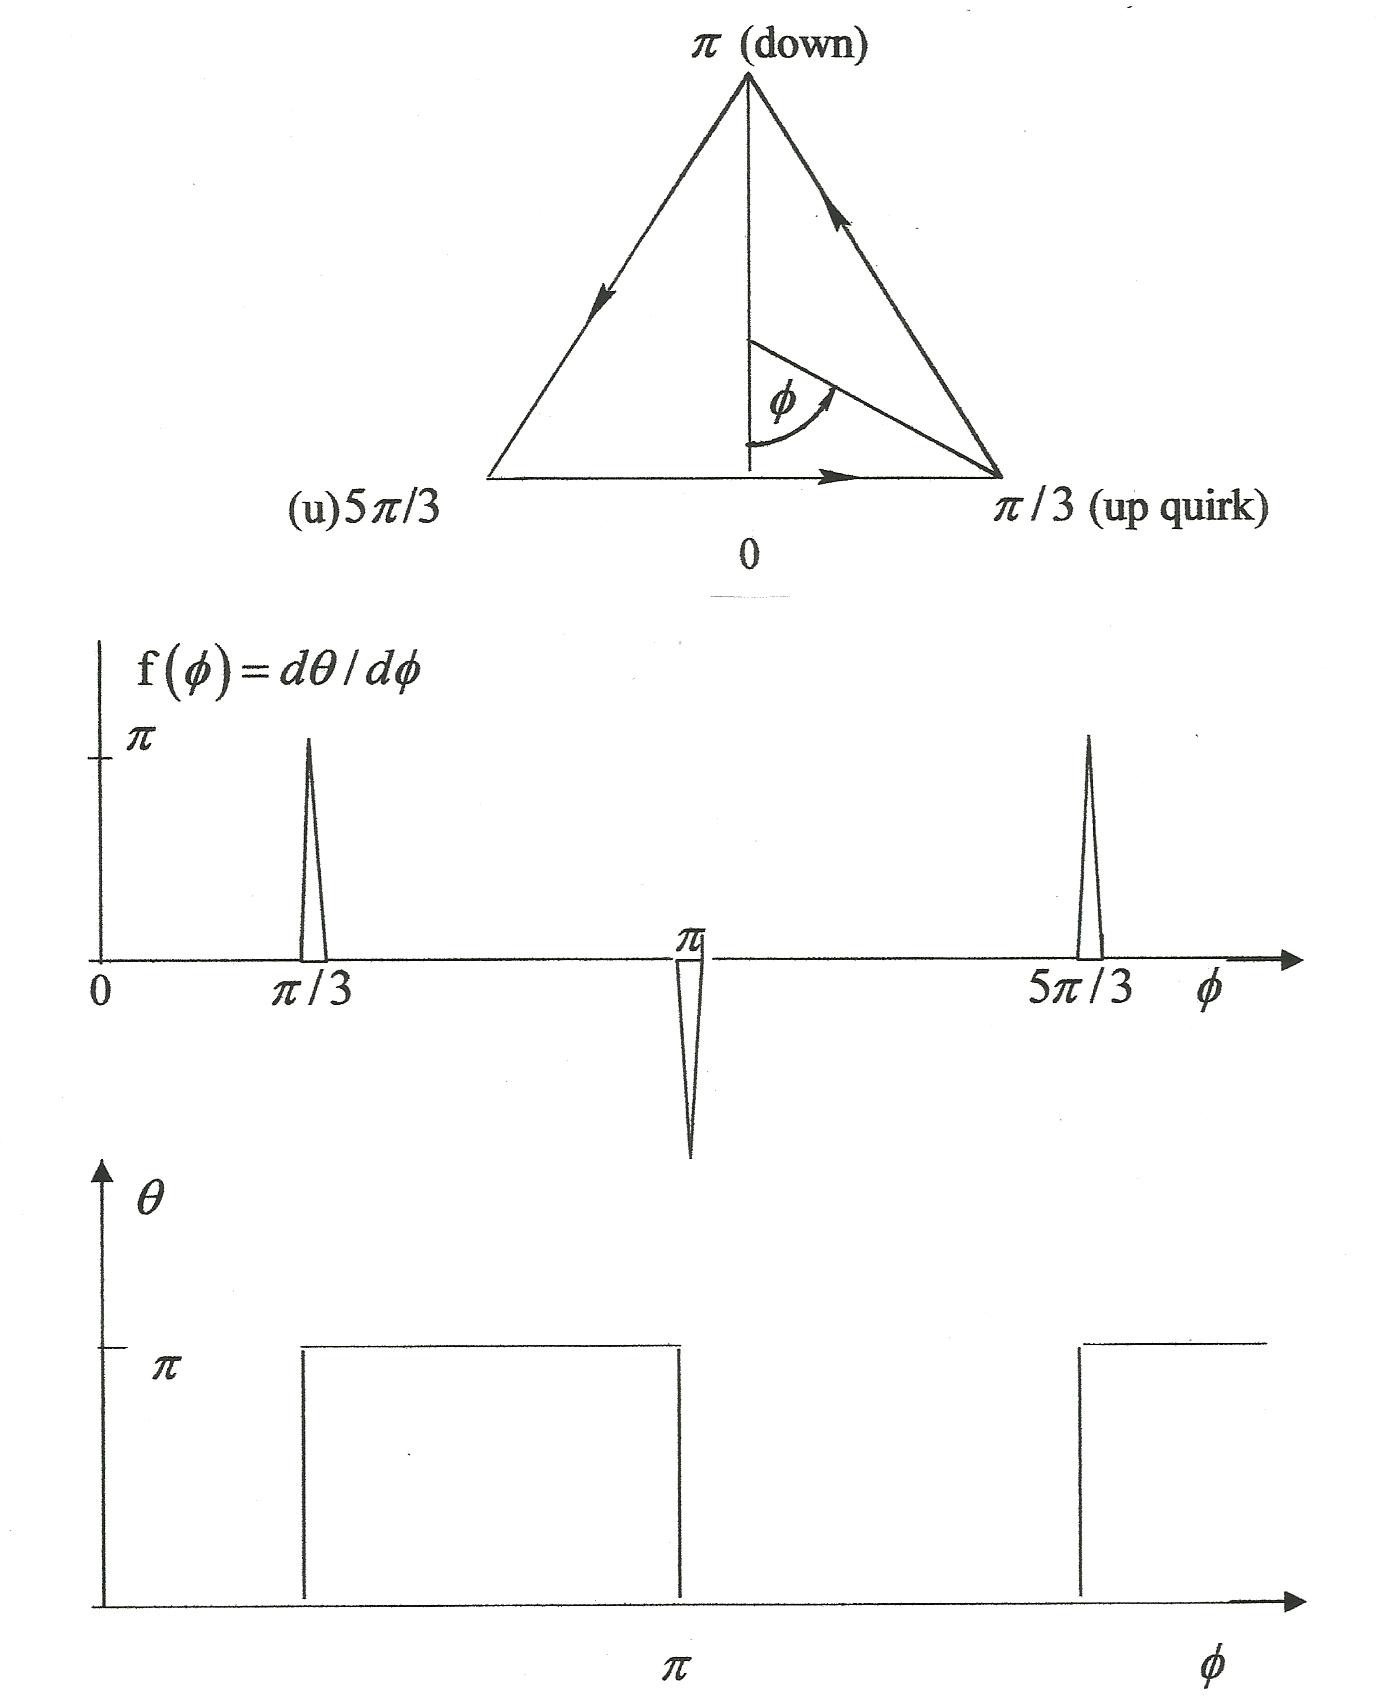 π (down)
ϕ
(u)5π/3
π/3 (up quirk)
0
f(ϕ)=dθ/dϕ
π
π
0
π/3
5π/3
ϕ
θ
π
π
ϕ